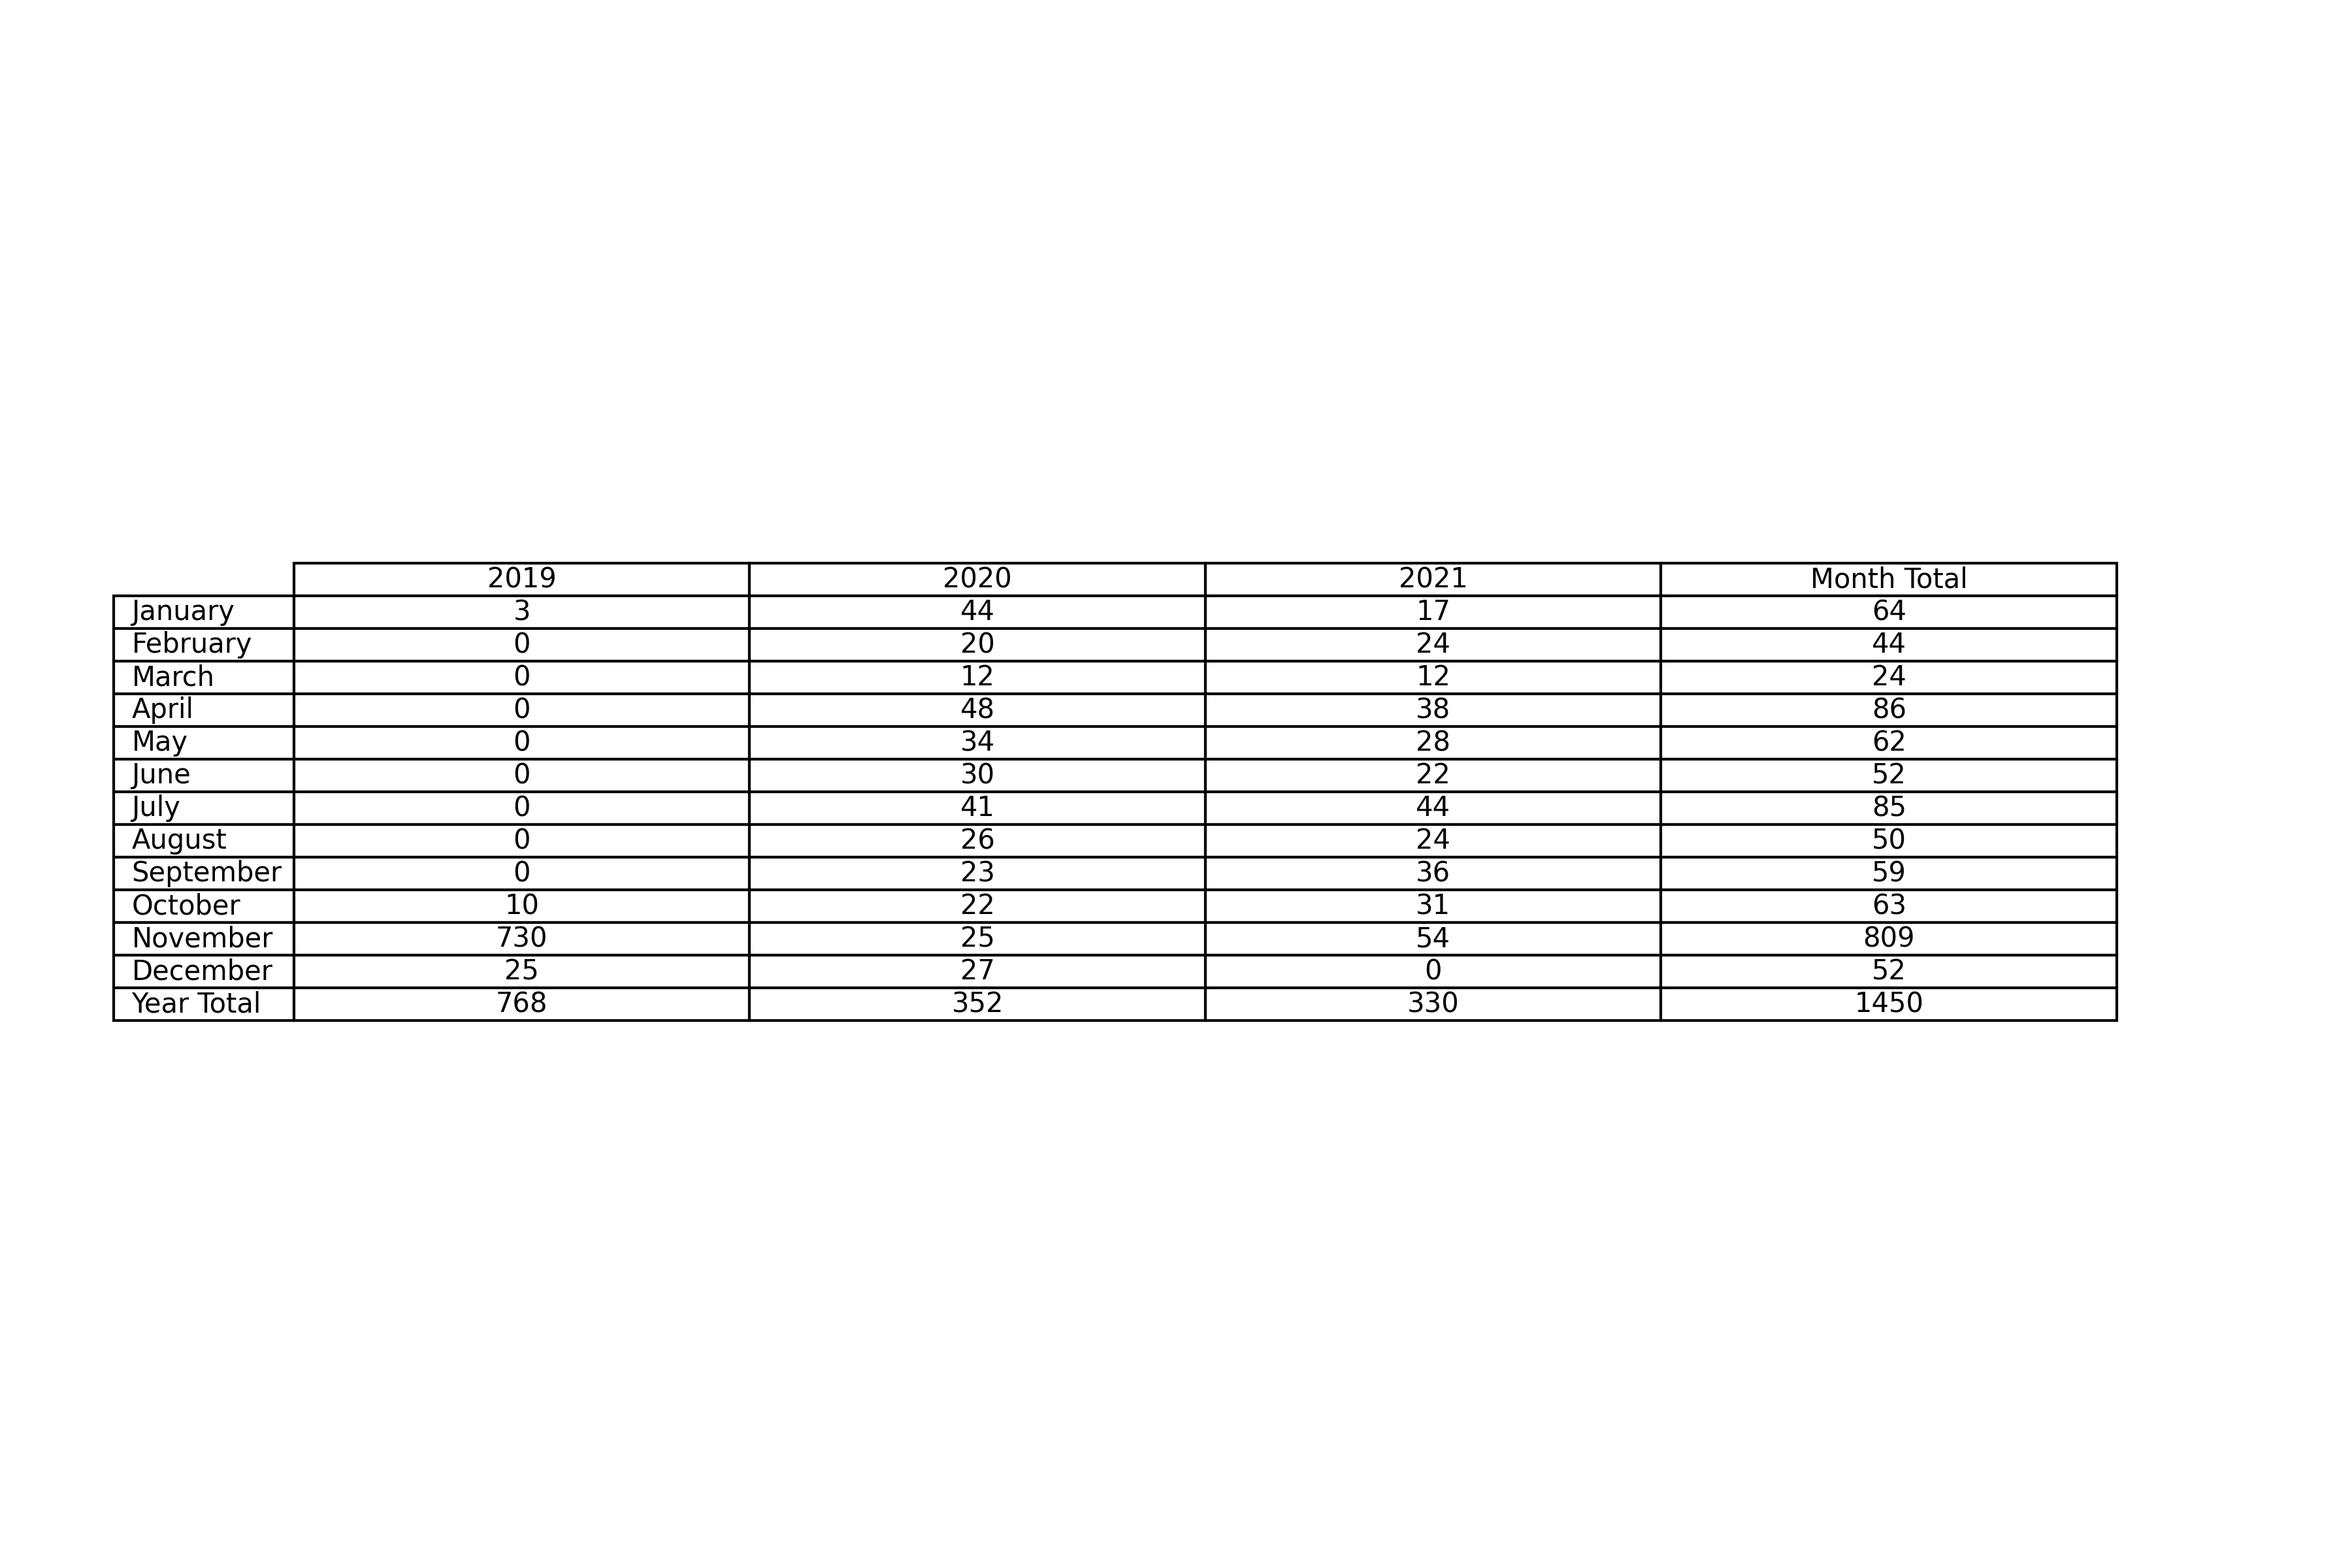 2019 2020 2021 Month Total
January 3 44 17 64
February 0 20 24 44
March 0 12 12 24
April 0 48 38 86
May 0 34 28 62
June 0 30 22 52
July 0 41 44 85
August 0 26 24 50
September 0 23 36 59
October 10 22 31 63
November 730 25 54 809
December 25 27 0 52
Year Total 768 352 330 1450